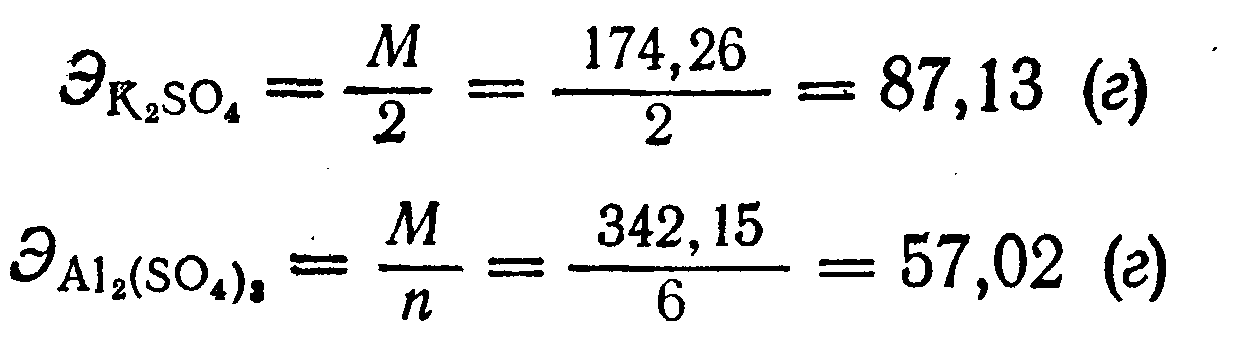 Э_{K₂SO₄} = M/2 = 174,26/2 = 87,13 (г)
Э_{Al₂(SO₄)₃} = M/n = 342,15/6 = 57,02 (г)